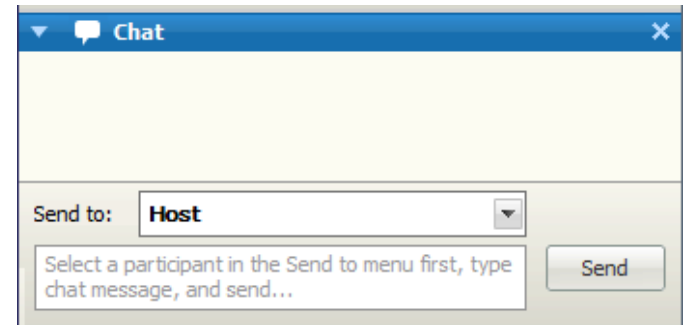 Chat
Send to: Host
Select a participant in the Send to menu first, type
chat message, and send...
Send